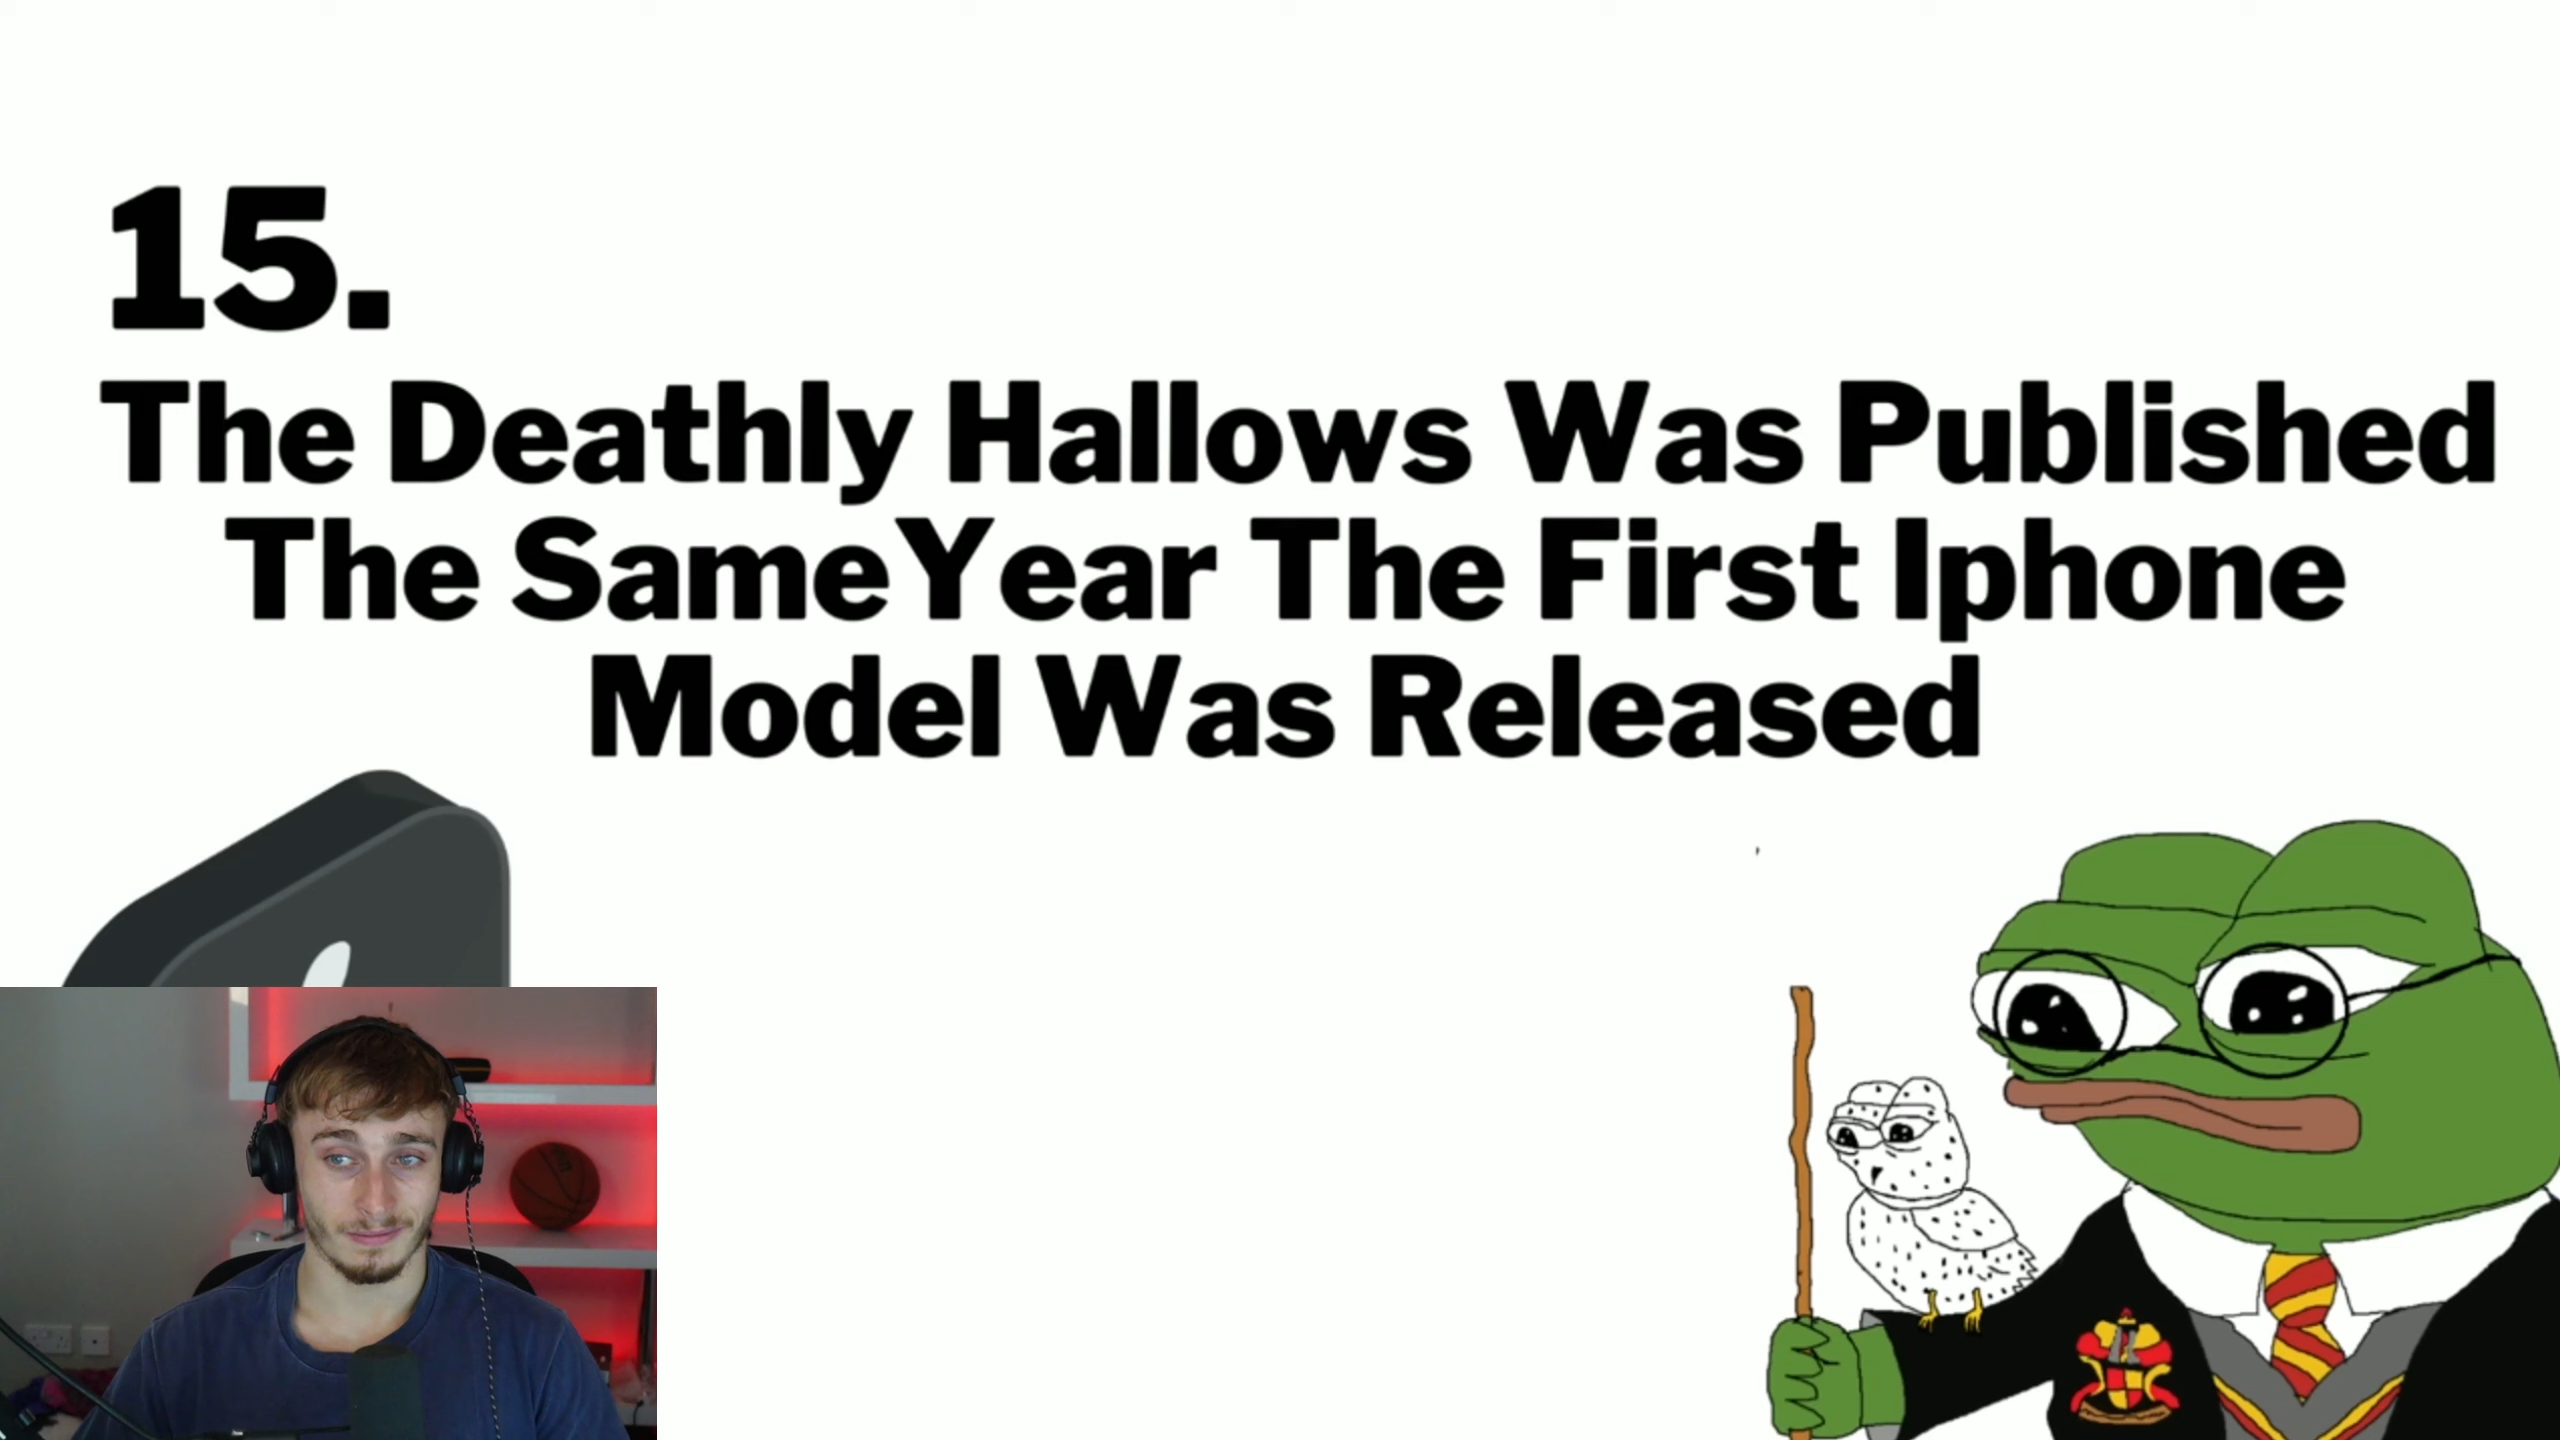 15.
The Deathly Hallows Was Published
The SameYear The First Iphone
Model Was Released